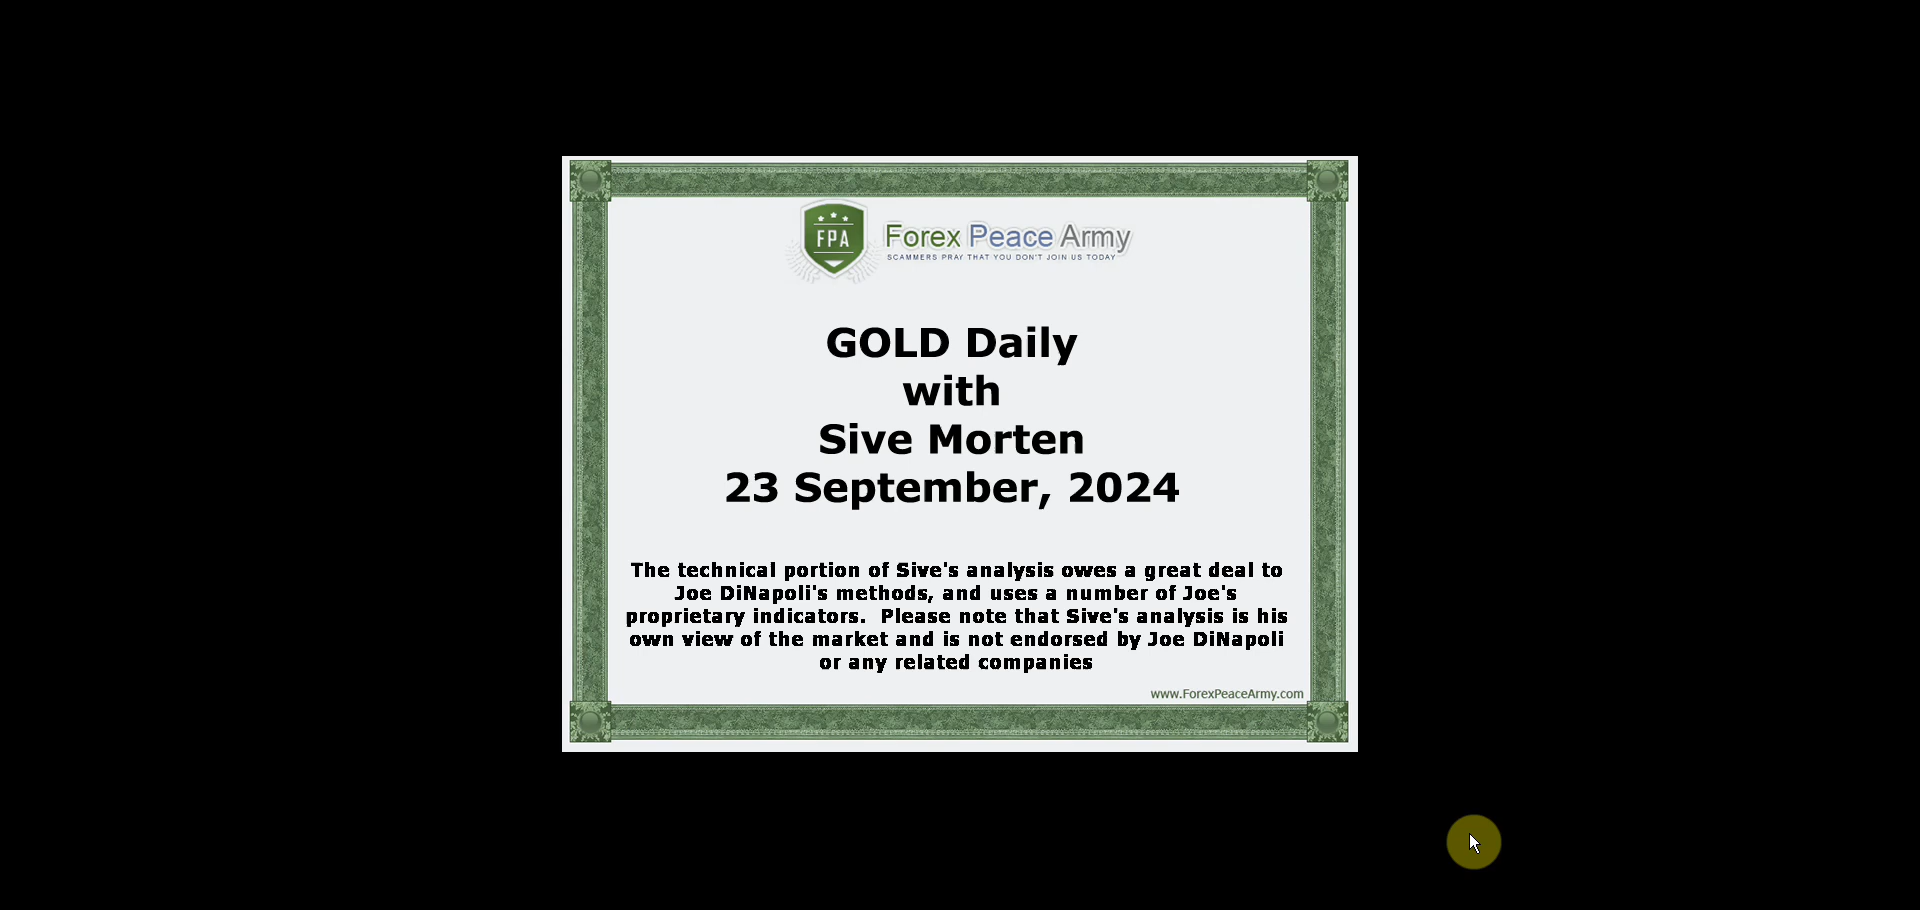 FPA
Forex Peace Army
SCAMMERS PRAY THAT YOU DON'T JOIN US TODAY
GOLD Daily
with
Sive Morten
23 September, 2024
The technical portion of Sive's analysis owes a great deal to
Joe DiNapoli's methods, and uses a number of Joe's
proprietary indicators.  Please note that Sive's analysis is his
own view of the market and is not endorsed by Joe DiNapoli
or any related companies
www.ForexPeaceArmy.com